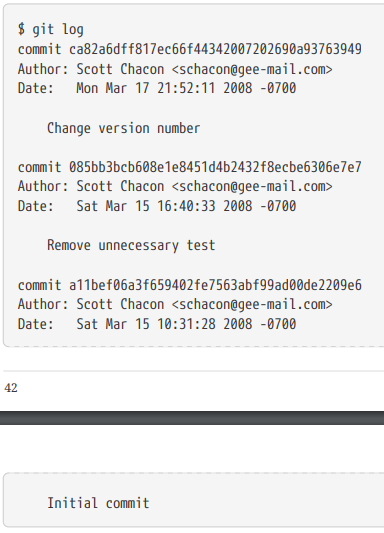 $ git log
commit ca82a6dff817ec66f44342007202690a93763949
Author: Scott Chacon <schacon@gee-mail.com>
Date:   Mon Mar 17 21:52:11 2008 -0700
    Change version number
commit 085bb3bcb608e1e8451d4b2432f8ecbe6306e7e7
Author: Scott Chacon <schacon@gee-mail.com>
Date:   Sat Mar 15 16:40:33 2008 -0700
    Remove unnecessary test
commit a11bef06a3f659402fe7563abf99ad00de2209e6
Author: Scott Chacon <schacon@gee-mail.com>
Date:   Sat Mar 15 10:31:28 2008 -0700
42
    Initial commit